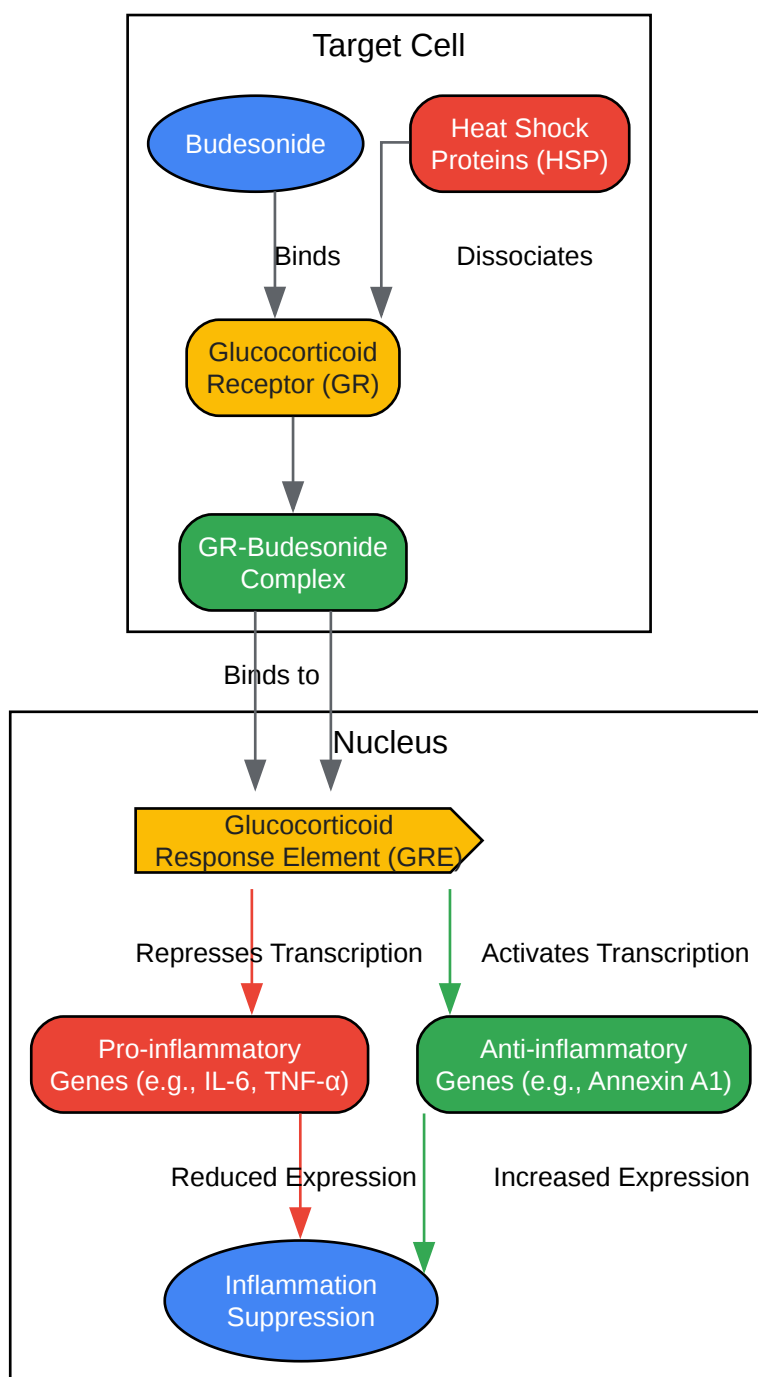 Target Cell
Budesonide
Heat Shock
Proteins (HSP)
Binds
Dissociates
Glucocorticoid
Receptor (GR)
GR-Budesonide
Complex
Binds to
Nucleus
Glucocorticoid
Response Element (GRE)
Represses Transcription
Activates Transcription
Pro-inflammatory
Genes (e.g., IL-6, TNF-α)
Anti-inflammatory
Genes (e.g., Annexin A1)
Reduced Expression
Increased Expression
Inflammation
Suppression